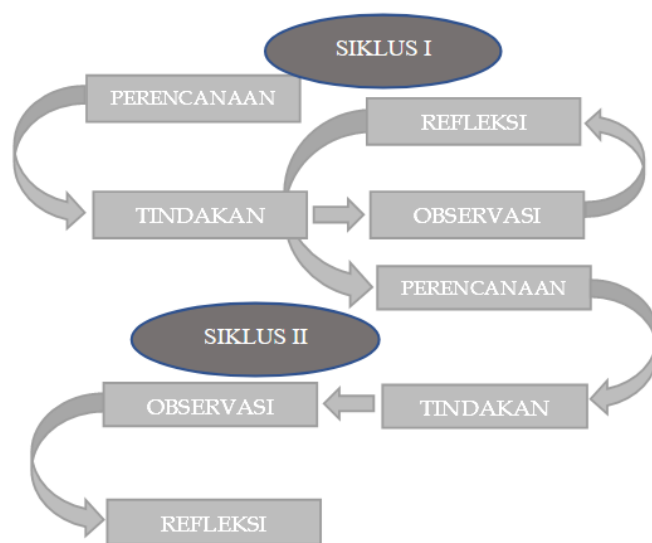 SIKLUS I
PERENCANAAN
REFLEKSI
TINDAKAN
OBSERVASI
PERENCANAAN
SIKLUS II
OBSERVASI
TINDAKAN
REFLEKSI